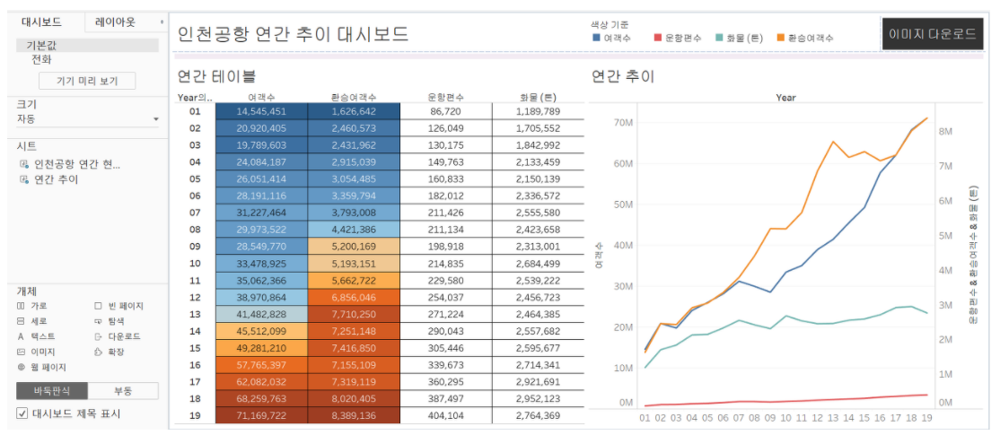 대시보드 레이아웃
기본값
전화
기기 미리 보기
크기
자동
시트
인천공항 연간 현...
연간 추이
개체
가로 빈 페이지
세로 탐색
A 텍스트 다운로드
이미지 확장
웹 페이지
바둑판식 부동
대시보드 제목 표시
인천공항 연간 추이 대시보드
색상 기준
여객수 운항편수 화물 (톤) 환승여객수
이미지 다운로드
연간 테이블
Year의.. 여객수 환승여객수 운항편수 화물 (톤)
01 14,545,451 1,626,642 86,720 1,189,789
02 20,920,405 2,460,573 126,049 1,705,552
03 19,789,603 2,431,962 130,175 1,842,992
04 24,084,187 2,915,039 149,763 2,133,459
05 26,051,414 3,054,485 160,833 2,150,139
06 28,191,116 3,359,794 182,012 2,336,572
07 31,227,464 3,793,008 211,426 2,555,580
08 29,973,522 4,421,386 211,134 2,423,658
09 28,549,770 5,200,169 198,918 2,313,001
10 33,478,925 5,193,151 214,835 2,684,499
11 35,062,366 5,662,722 229,580 2,539,222
12 38,970,864 6,856,046 254,037 2,456,723
13 41,482,828 7,710,250 271,224 2,464,385
14 45,512,099 7,251,148 290,043 2,557,682
15 49,281,210 7,416,850 305,446 2,595,677
16 57,765,397 7,155,109 339,673 2,714,341
17 62,082,032 7,319,119 360,295 2,921,691
18 68,259,763 8,020,405 387,497 2,952,123
19 71,169,722 8,389,136 404,104 2,764,369
연간 추이
Year
70M
60M
50M
40M
30M
20M
10M
0M
여객수
8M
7M
6M
5M
4M
3M
2M
1M
0M
운항편수 & 환승여객수 & 화물 (톤)
01 02 03 04 05 06 07 08 09 10 11 12 13 14 15 16 17 18 19